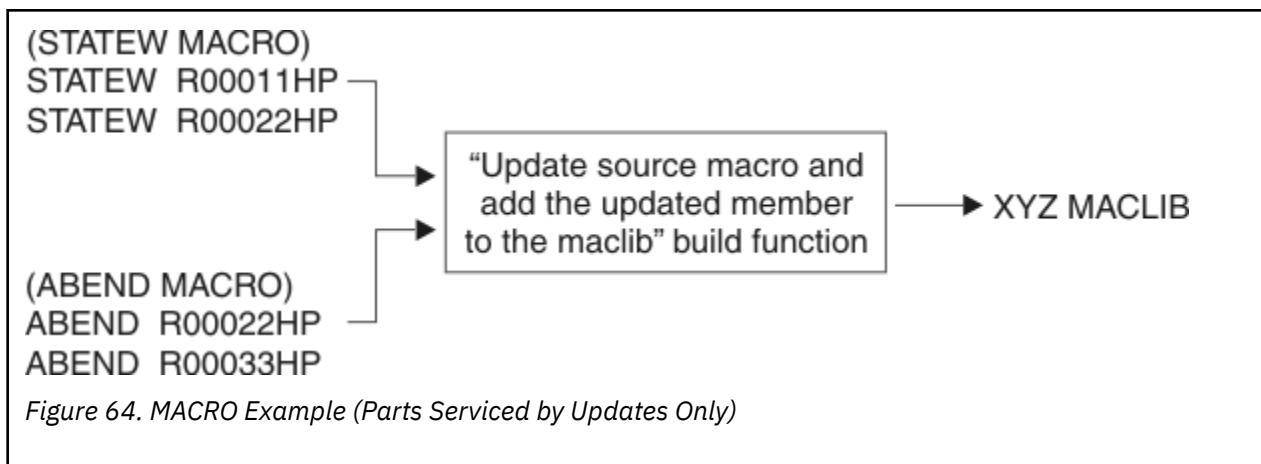 (STATEW MACRO)
STATEW R00011HP
STATEW R00022HP
“Update source macro and
add the updated member
to the maclib” build function
XYZ MACLIB
(ABEND MACRO)
ABEND R00022HP
ABEND R00033HP
Figure 64. MACRO Example (Parts Serviced by Updates Only)